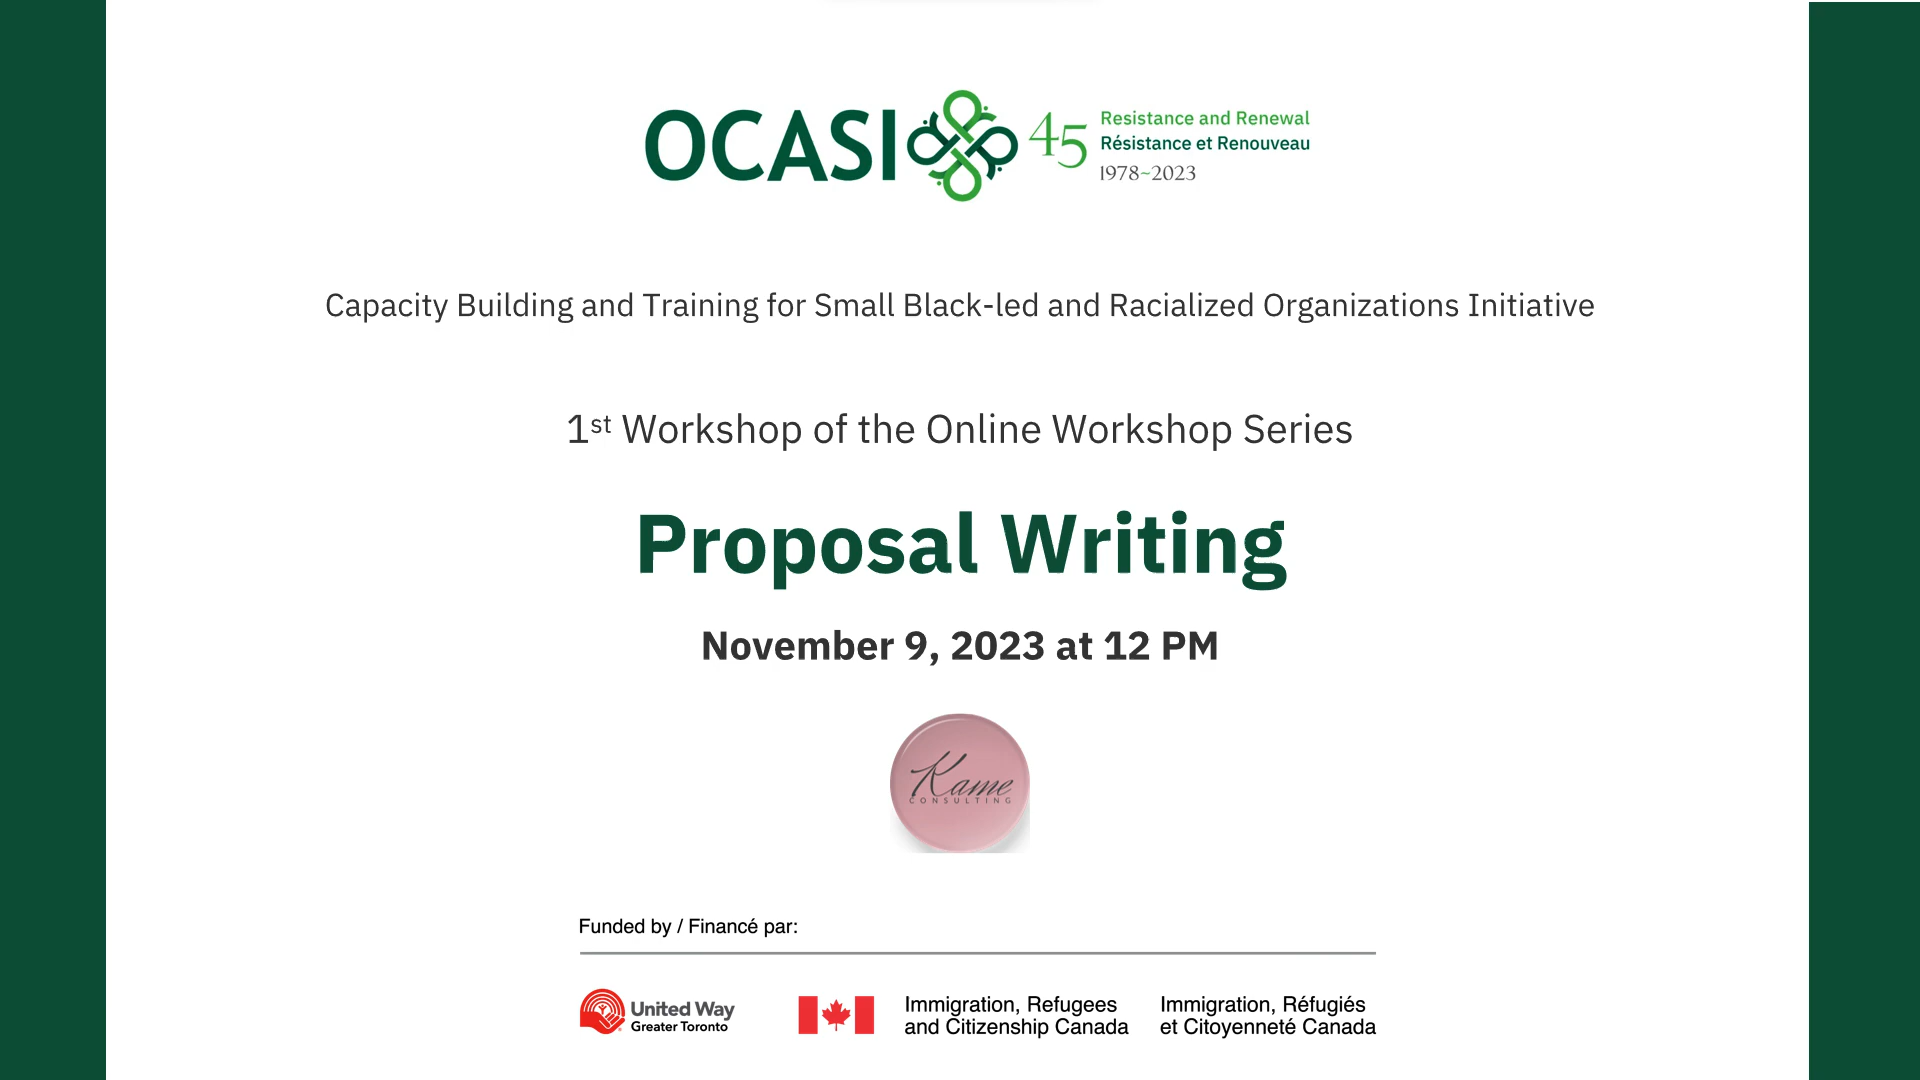 OCASI
45
Resistance and Renewal
Résistance et Renouveau
1978~2023
Capacity Building and Training for Small Black-led and Racialized Organizations Initiative
1st Workshop of the Online Workshop Series
Proposal Writing
November 9, 2023 at 12 PM
Kame
CONSULTING
Funded by / Financé par:
United Way
Greater Toronto
Immigration, Refugees
and Citizenship Canada
Immigration, Réfugiés
et Citoyenneté Canada